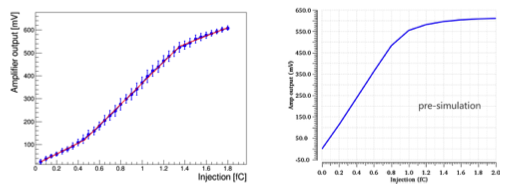 Amplifier output [mV]
600
500
400
300
200
100
0 0.2 0.4 0.6 0.8 1 1.2 1.4 1.6 1.8
Injection [fC]
Amp output (mV)
650.0
550.0
450.0
350.0
250.0
150.0
50.0
-50.0
pre-simulation
0.0 0.2 0.4 0.6 0.8 1.0 1.2 1.4 1.6 1.8 2.0
Injection (fC)